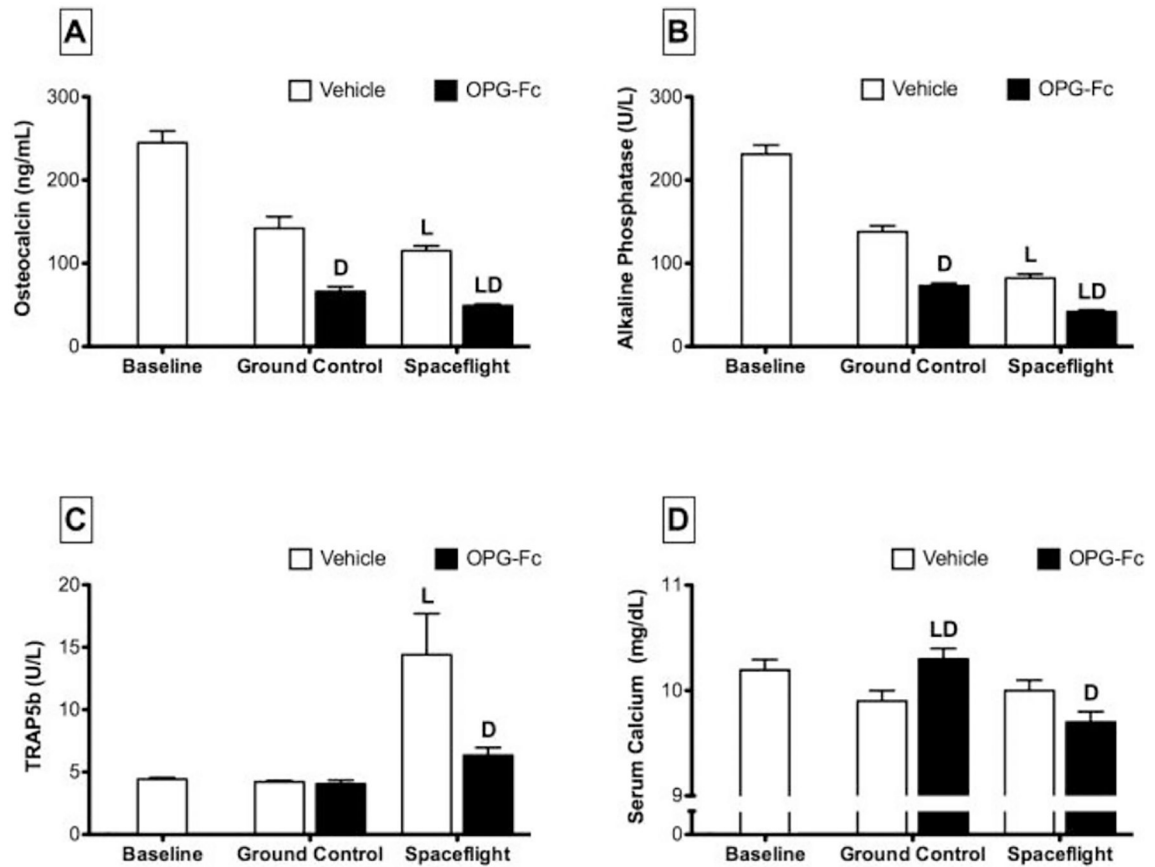 A
Vehicle OPG-Fc
Osteocalcin (ng/mL)
300
200
100
0
D
L
LD
Baseline Ground Control Spaceflight
B
Vehicle OPG-Fc
Alkaline Phosphatase (U/L)
300
200
100
0
D
L
LD
Baseline Ground Control Spaceflight
C
Vehicle OPG-Fc
TRAP5b (U/L)
20
15
10
5
0
L
D
Baseline Ground Control Spaceflight
D
Vehicle OPG-Fc
Serum Calcium (mg/dL)
11
10
9
0
LD
D
Baseline Ground Control Spaceflight